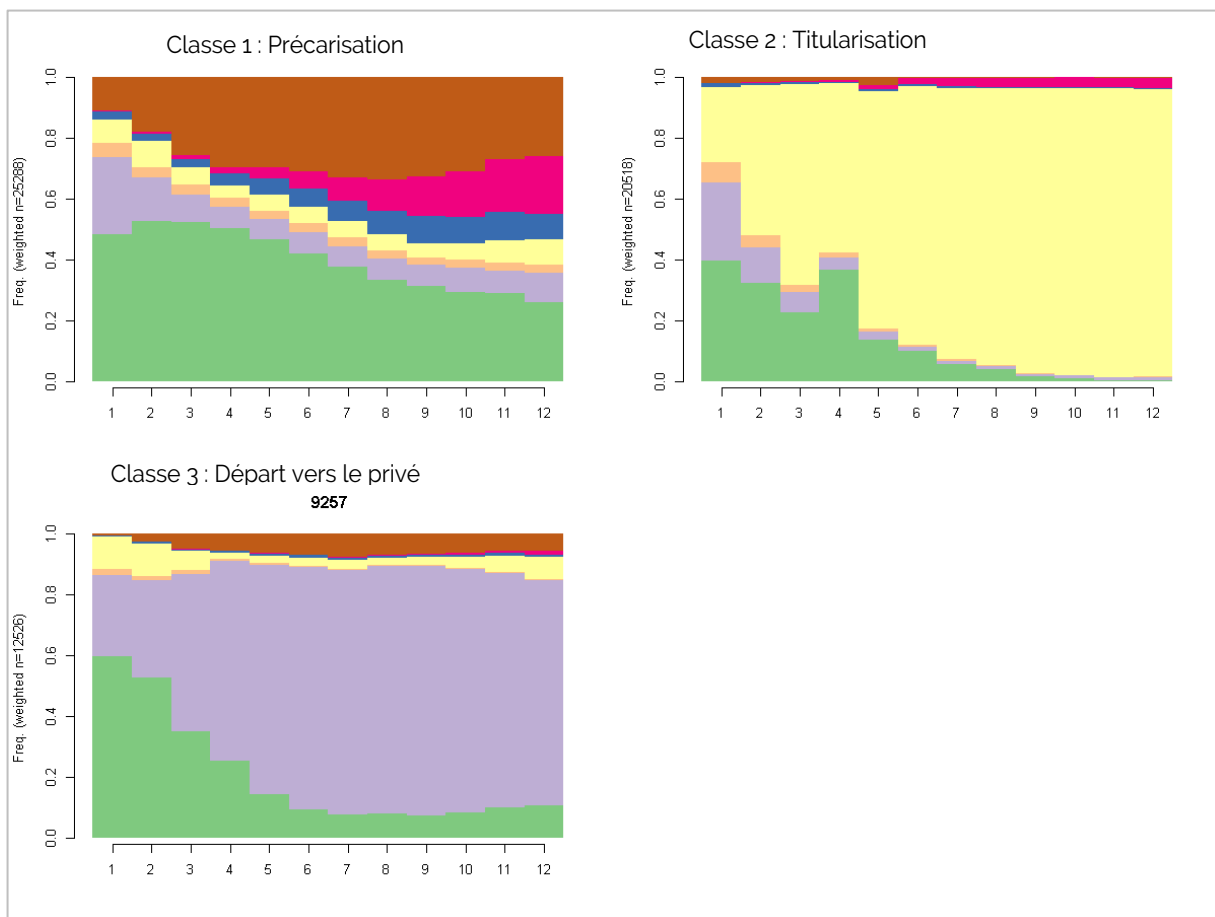 Classe 1 : Précarisation
Freq. (weighted n=25288)
1.0
0.8
0.6
0.4
0.2
0.0
1 2 3 4 5 6 7 8 9 10 11 12
Classe 2 : Titularisation
Freq. (weighted n=20518)
1.0
0.8
0.6
0.4
0.2
0.0
1 2 3 4 5 6 7 8 9 10 11 12
Classe 3 : Départ vers le privé
9257
Freq. (weighted n=12526)
1.0
0.8
0.6
0.4
0.2
0.0
1 2 3 4 5 6 7 8 9 10 11 12